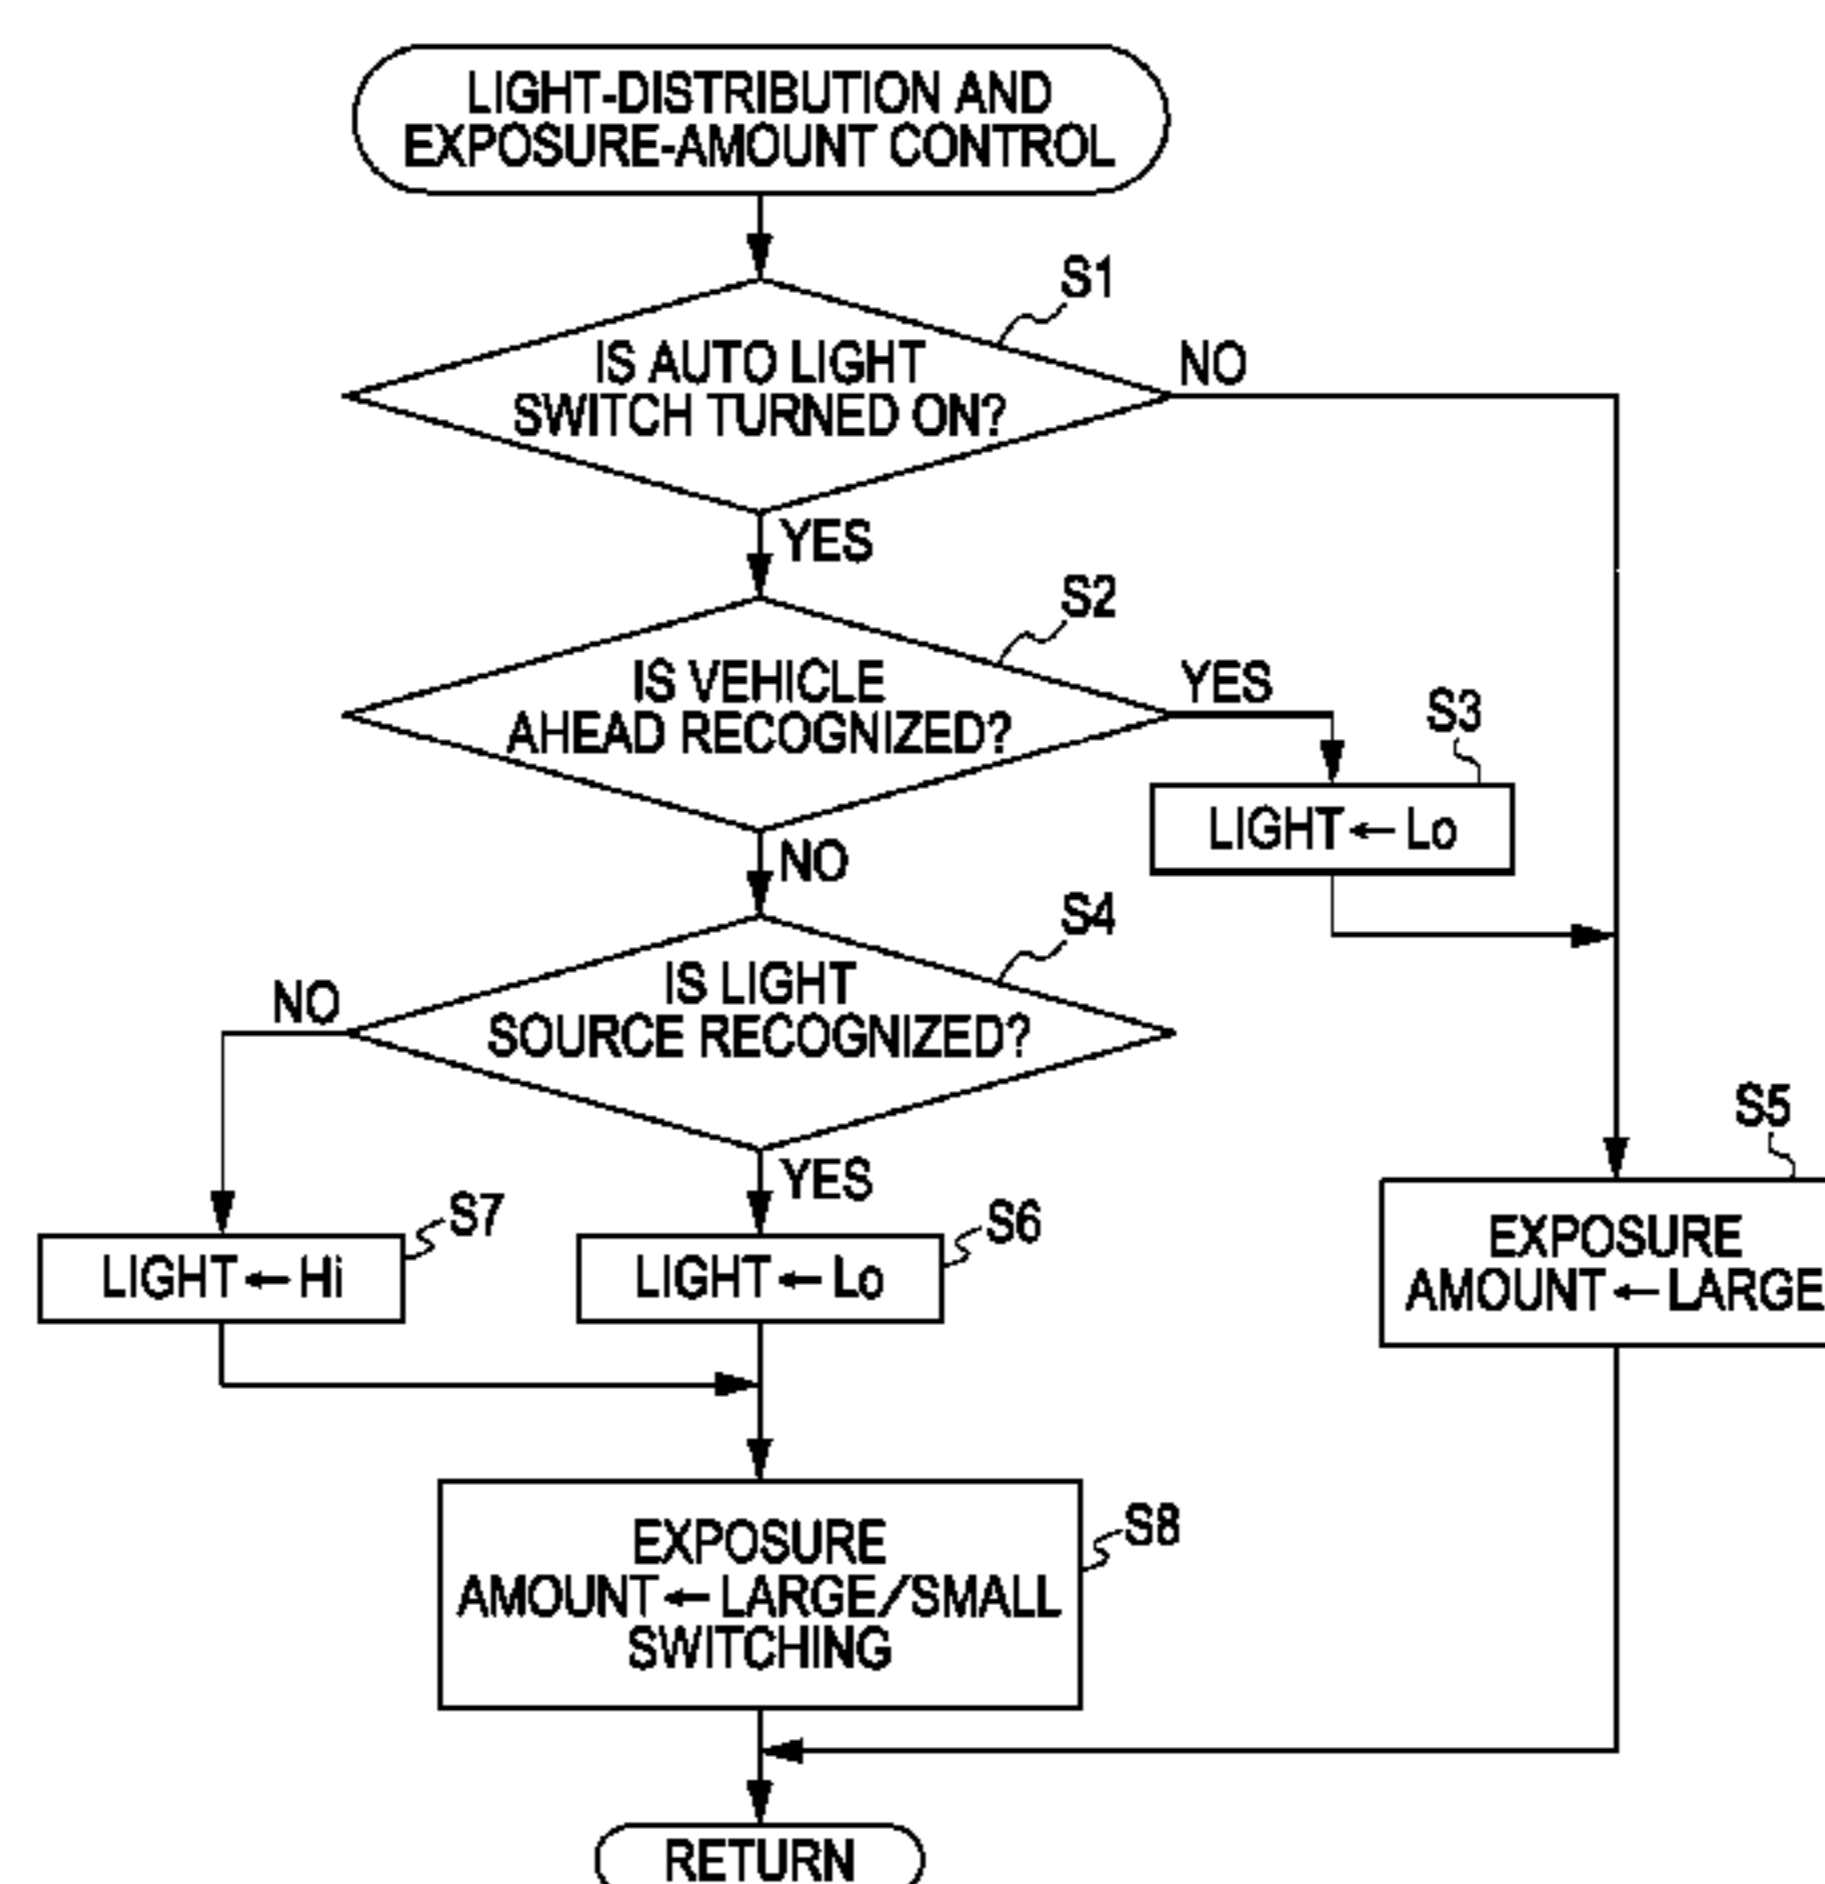 LIGHT-DISTRIBUTION AND
EXPOSURE-AMOUNT CONTROL
S1
IS AUTO LIGHT
SWITCH TURNED ON?
NO
YES
S2
IS VEHICLE
AHEAD RECOGNIZED?
YES
S3
LIGHT ← Lo
NO
S4
IS LIGHT
SOURCE RECOGNIZED?
NO
YES
S5
EXPOSURE
AMOUNT ← LARGE
S7
LIGHT ← Hi
S6
LIGHT ← Lo
S8
EXPOSURE
AMOUNT ← LARGE/SMALL
SWITCHING
RETURN